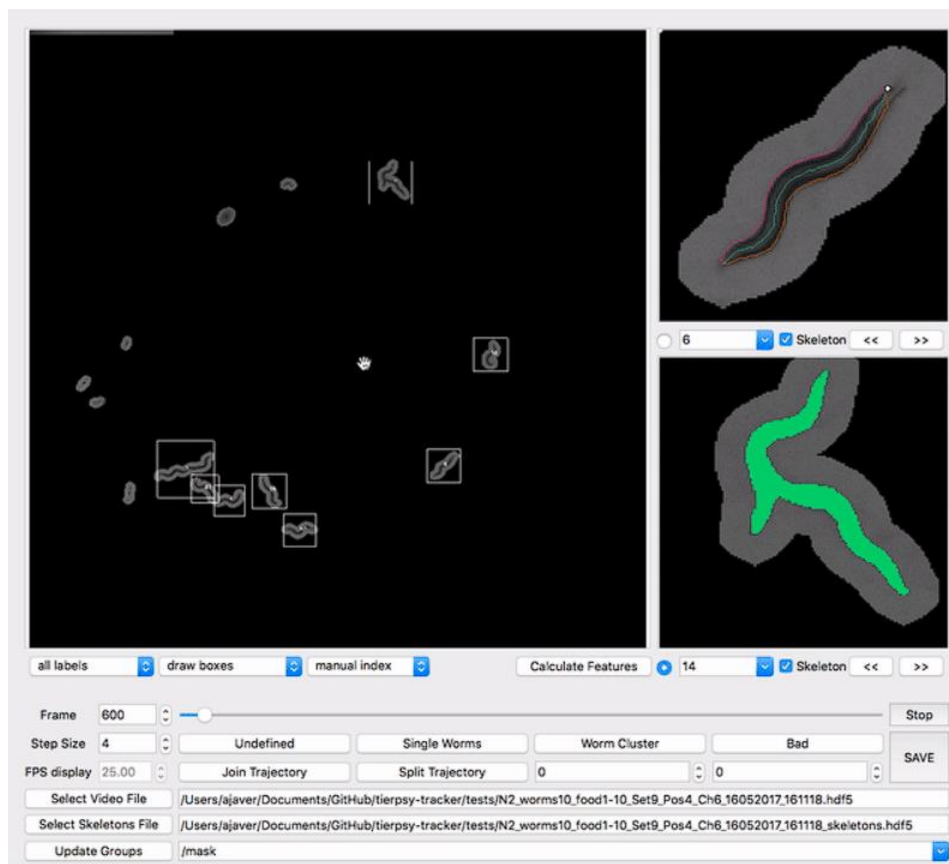 6 Skeleton << >>
all labels draw boxes manual index Calculate Features 14 Skeleton << >>
Frame 600 Stop
Step Size 4 Undefined Single Worms Worm Cluster Bad SAVE
FPS display 25.00 Join Trajectory Split Trajectory 0 0
Select Video File /Users/ajaver/Documents/GitHub/tierpsy-tracker/tests/N2_worms10_food1-10_Set9_Pos4_Ch6_16052017_161118.hdf5
Select Skeletons File /Users/ajaver/Documents/GitHub/tierpsy-tracker/tests/N2_worms10_food1-10_Set9_Pos4_Ch6_16052017_161118_skeletons.hdf5
Update Groups /mask